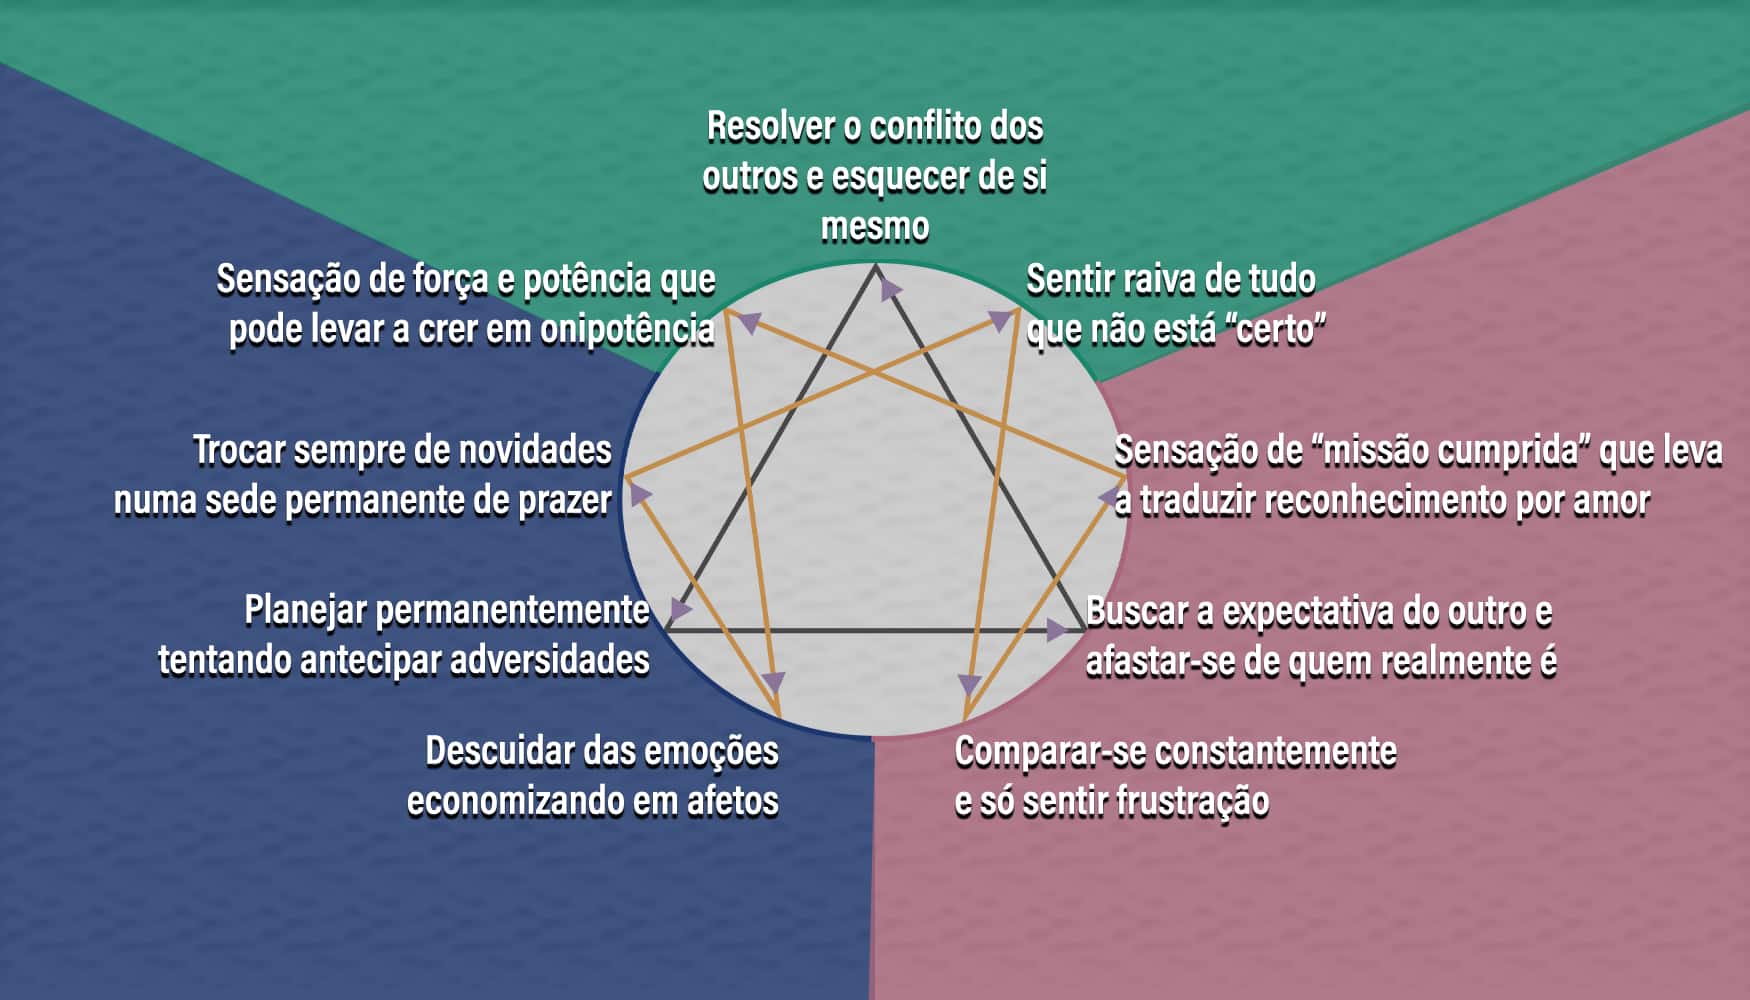 Resolver o conflito dos
outros e esquecer de si
mesmo
Sensação de força e potência que
pode levar a crer em onipotência
Sentir raiva de tudo
que não está “certo”
Trocar sempre de novidades
numa sede permanente de prazer
Sensação de “missão cumprida” que leva
a traduzir reconhecimento por amor
Planejar permanentemente
tentando antecipar adversidades
Buscar a expectativa do outro e
afastar-se de quem realmente é
Descuidar das emoções
economizando em afetos
Comparar-se constantemente
e só sentir frustração